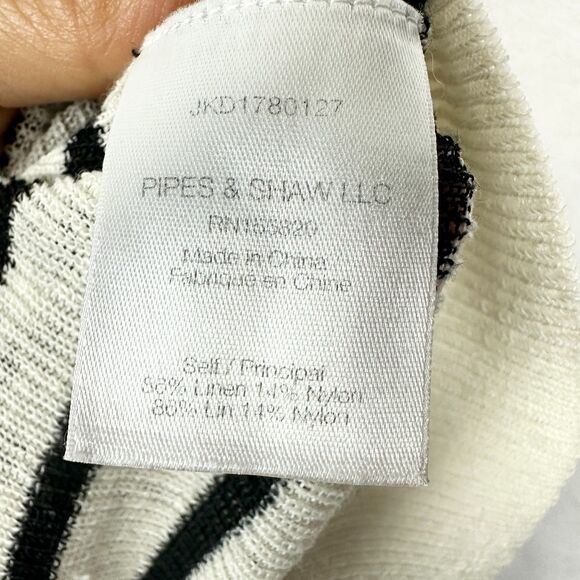 JKD1780127
PIPES & SHAW LLC
RN155820
Made in China
Fabriqué en Chine
Self / Principal
86% Linen 14% Nylon
86% Lin 14% Nylon